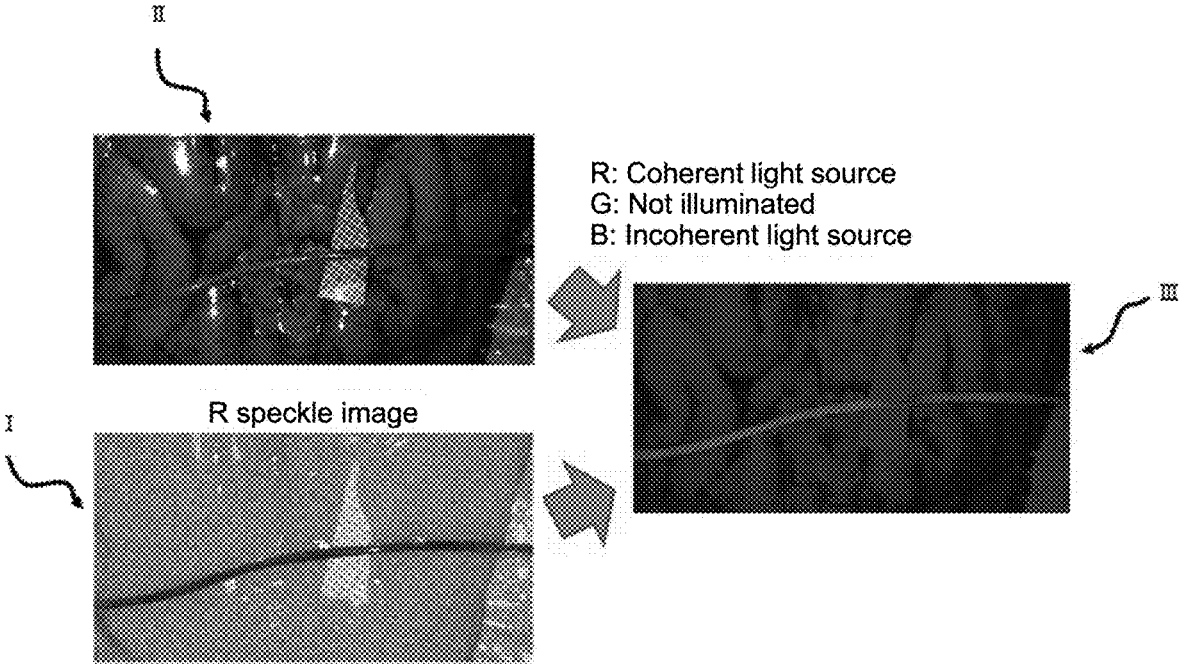 II
R: Coherent light source
G: Not illuminated
B: Incoherent light source
III
R speckle image
I